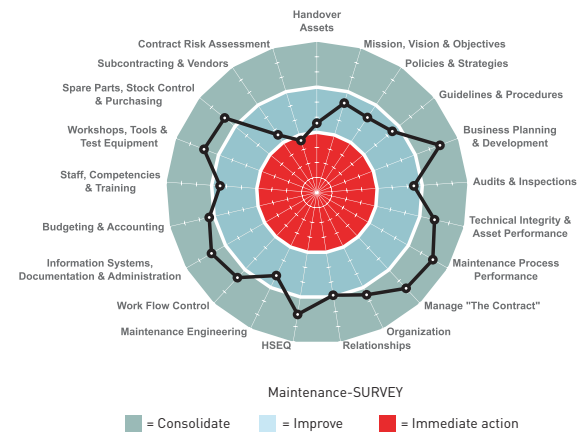 Handover
Assets
Contract Risk Assessment
Mission, Vision & Objectives
Subcontracting & Vendors
Policies & Strategies
Spare Parts, Stock Control
& Purchasing
Guidelines & Procedures
Workshops, Tools &
Test Equipment
Business Planning
& Development
Staff, Competencies
& Training
Audits & Inspections
Budgeting & Accounting
Technical Integrity &
Asset Performance
Information Systems,
Documentation & Administration
Maintenance Process
Performance
Work Flow Control
Manage "The Contract"
Maintenance Engineering
Organization
HSEQ
Relationships
Maintenance-SURVEY
= Consolidate
= Improve
= Immediate action